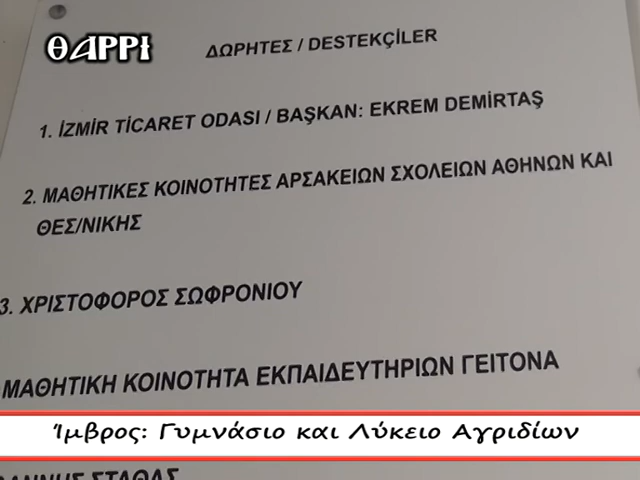 ΘΑΡΡΙ
ΔΩΡΗΤΕΣ / DESTEKÇİLER
1. İZMİR TİCARET ODASI / BAŞKAN: EKREM DEMİRTAŞ
2. ΜΑΘΗΤΙΚΕΣ ΚΟΙΝΟΤΗΤΕΣ ΑΡΣΑΚΕΙΩΝ ΣΧΟΛΕΙΩΝ ΑΘΗΝΩΝ ΚΑΙ
ΘΕΣ/ΝΙΚΗΣ
3. ΧΡΙΣΤΟΦΟΡΟΣ ΣΩΦΡΟΝΙΟΥ
ΜΑΘΗΤΙΚΗ ΚΟΙΝΟΤΗΤΑ ΕΚΠΑΙΔΕΥΤΗΡΙΩΝ ΓΕΙΤΟΝΑ
Ίμβρος: Γυμνάσιο και Λύκειο Αγριδίων